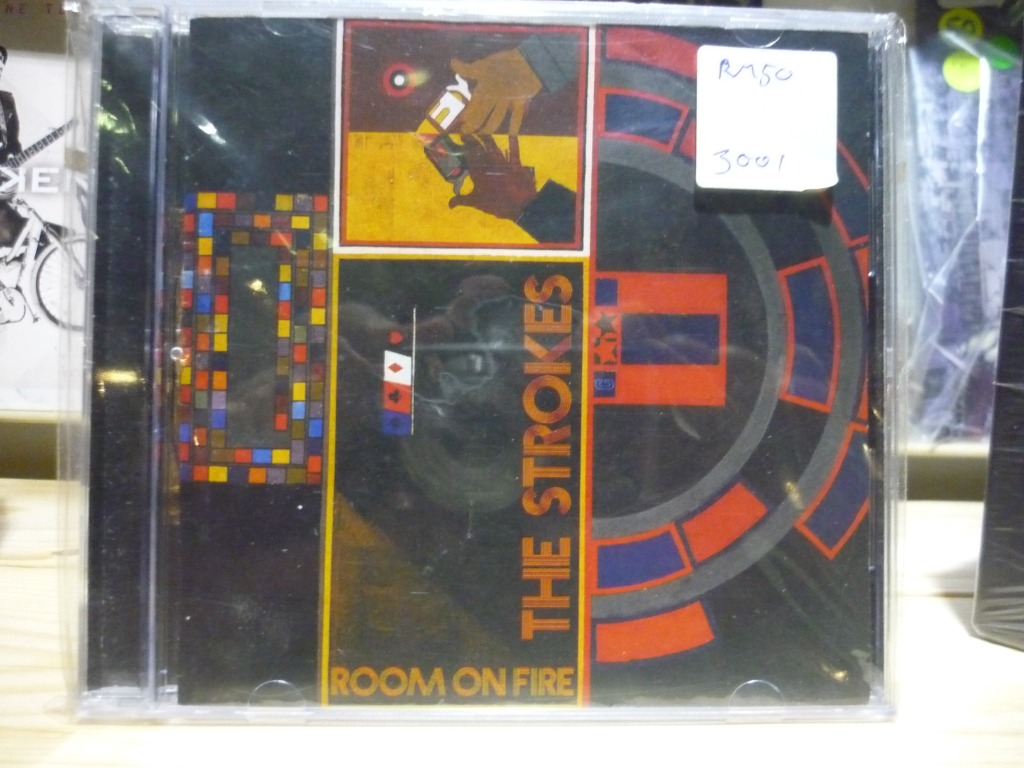 RM50
3001
THE STROKES
ROOM ON FIRE